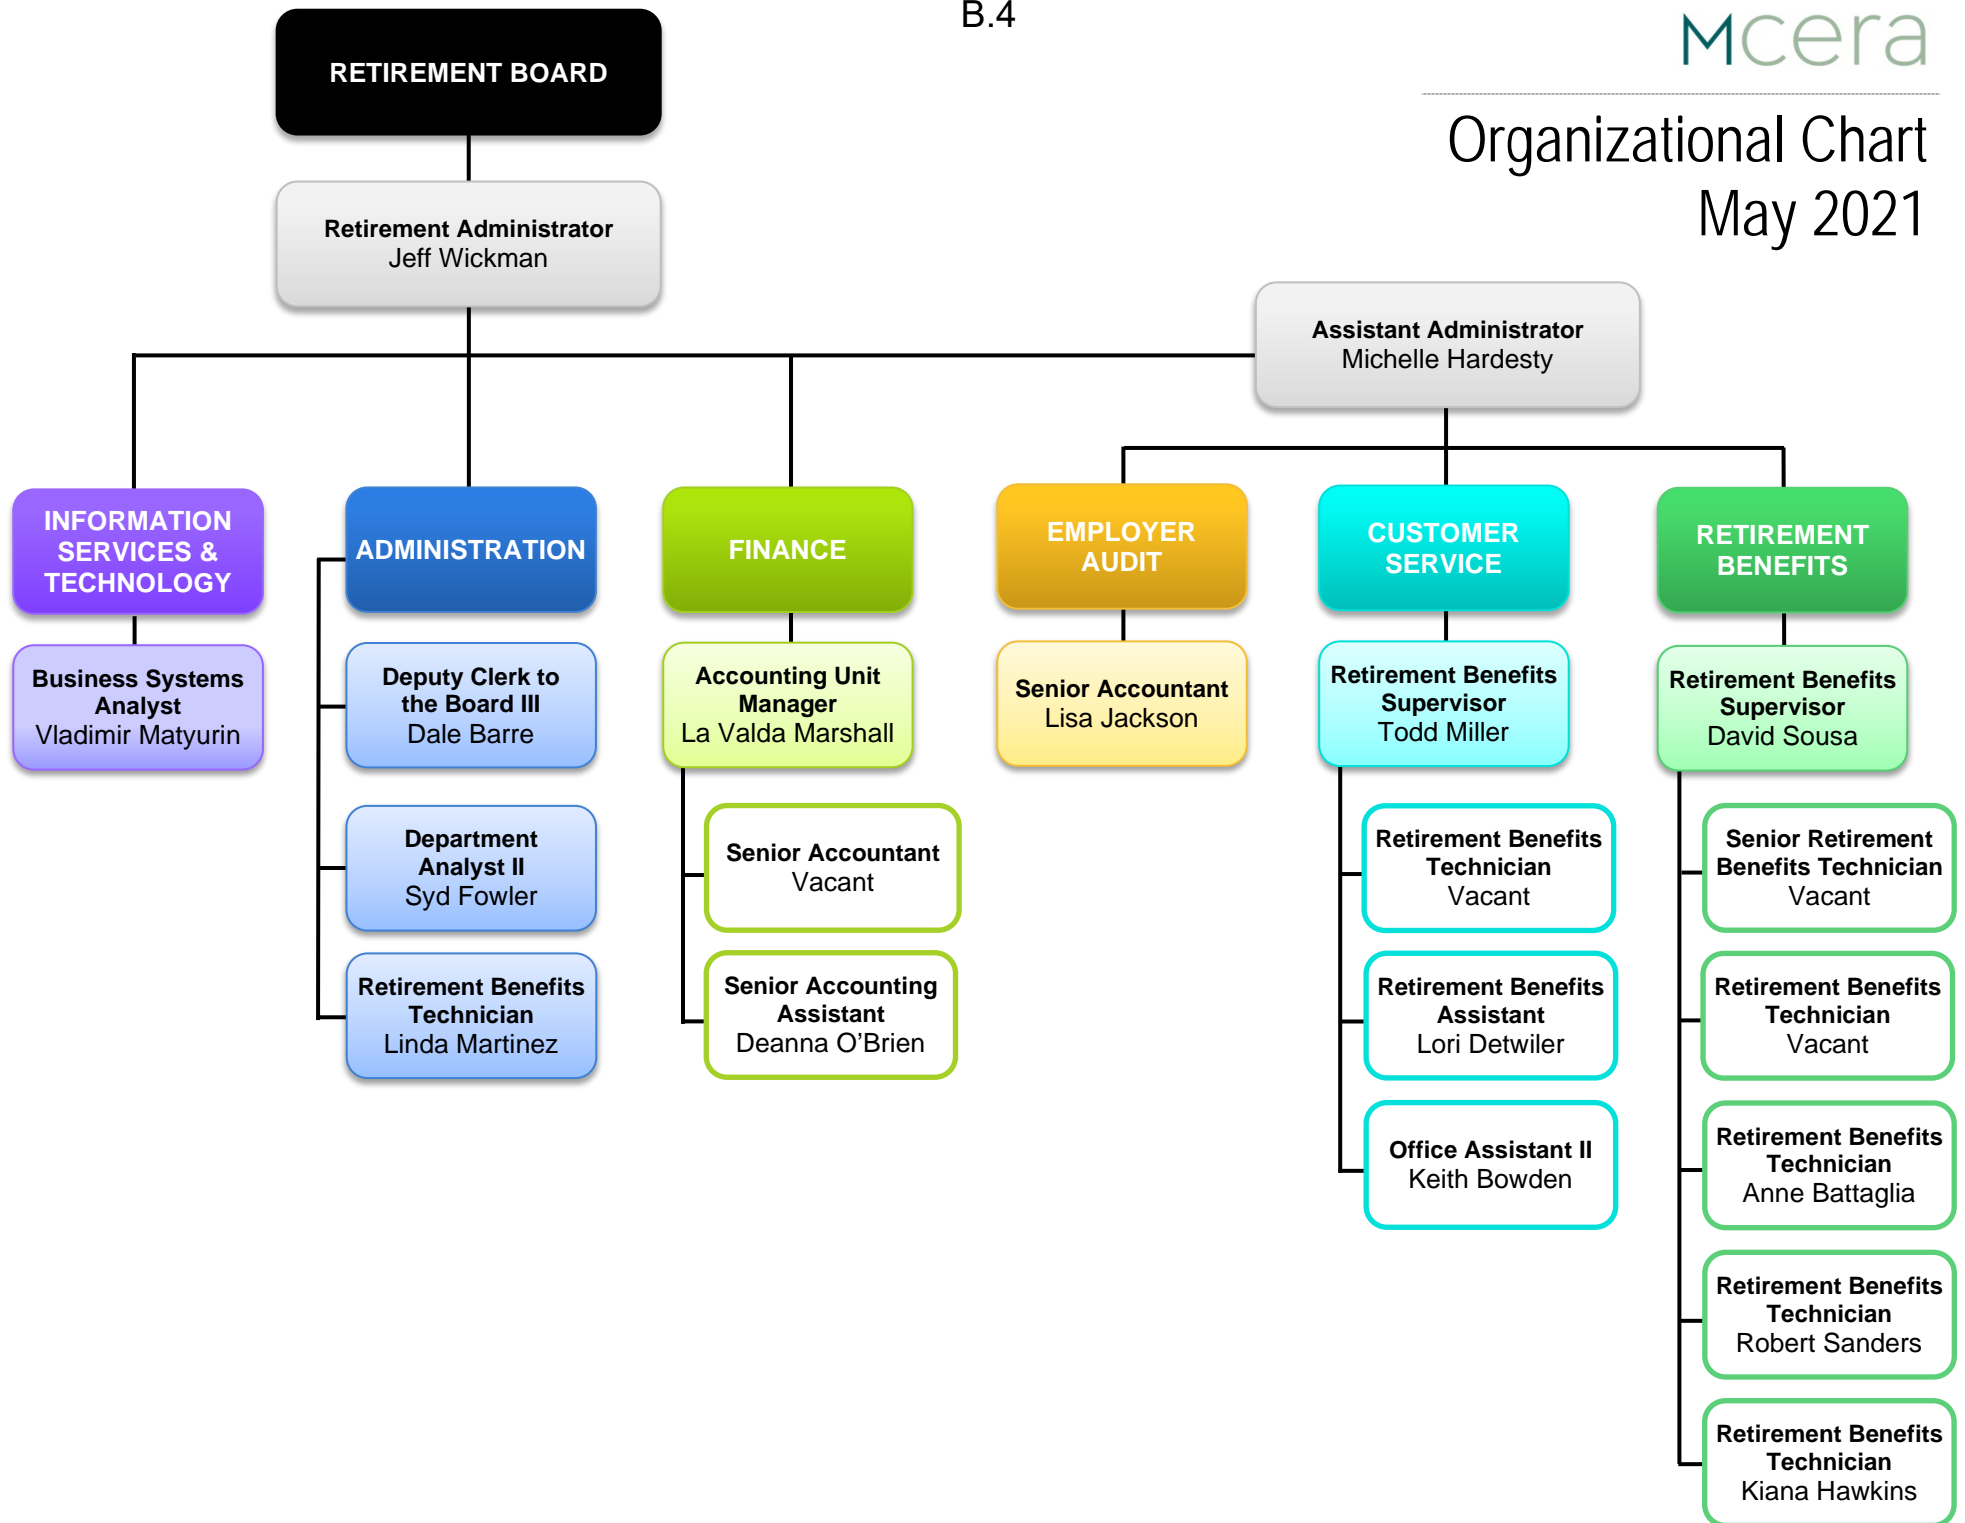 B.4
Mcera
Organizational Chart
May 2021
RETIREMENT BOARD
Retirement Administrator
Jeff Wickman
Assistant Administrator
Michelle Hardesty
INFORMATION
SERVICES &
TECHNOLOGY
Business Systems
Analyst
Vladimir Matyurin
ADMINISTRATION
Deputy Clerk to
the Board III
Dale Barre
Department
Analyst II
Syd Fowler
Retirement Benefits
Technician
Linda Martinez
FINANCE
Accounting Unit
Manager
La Valda Marshall
Senior Accountant
Vacant
Senior Accounting
Assistant
Deanna O’Brien
EMPLOYER
AUDIT
Senior Accountant
Lisa Jackson
CUSTOMER
SERVICE
Retirement Benefits
Supervisor
Todd Miller
Retirement Benefits
Technician
Vacant
Retirement Benefits
Assistant
Lori Detwiler
Office Assistant II
Keith Bowden
RETIREMENT
BENEFITS
Retirement Benefits
Supervisor
David Sousa
Senior Retirement
Benefits Technician
Vacant
Retirement Benefits
Technician
Vacant
Retirement Benefits
Technician
Anne Battaglia
Retirement Benefits
Technician
Robert Sanders
Retirement Benefits
Technician
Kiana Hawkins